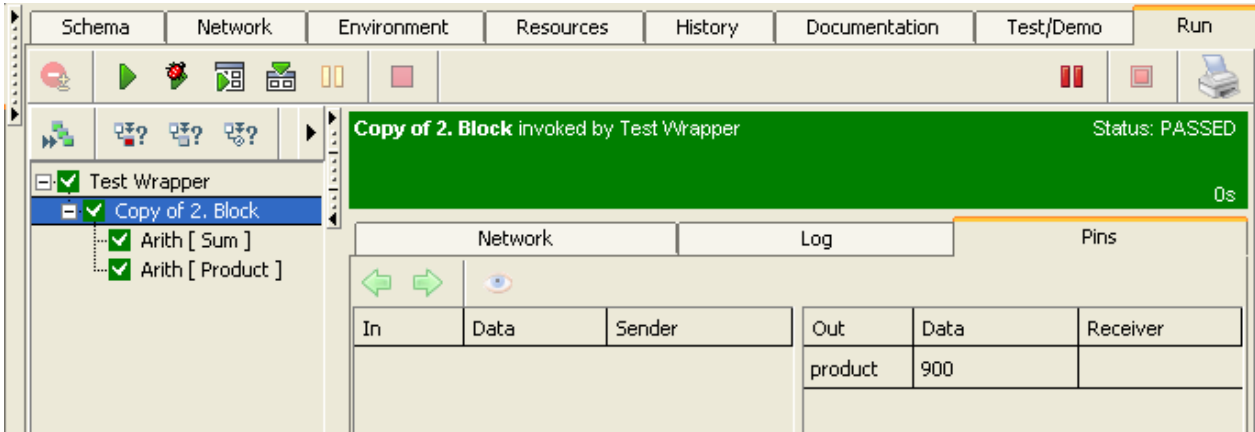 Schema Network Environment Resources History Documentation Test/Demo Run
? ? ?
Copy of 2. Block invoked by Test Wrapper Status: PASSED
0s
Test Wrapper
Copy of 2. Block
Arith [ Sum ]
Arith [ Product ]
Network Log Pins
In Data Sender Out Data Receiver
product 900